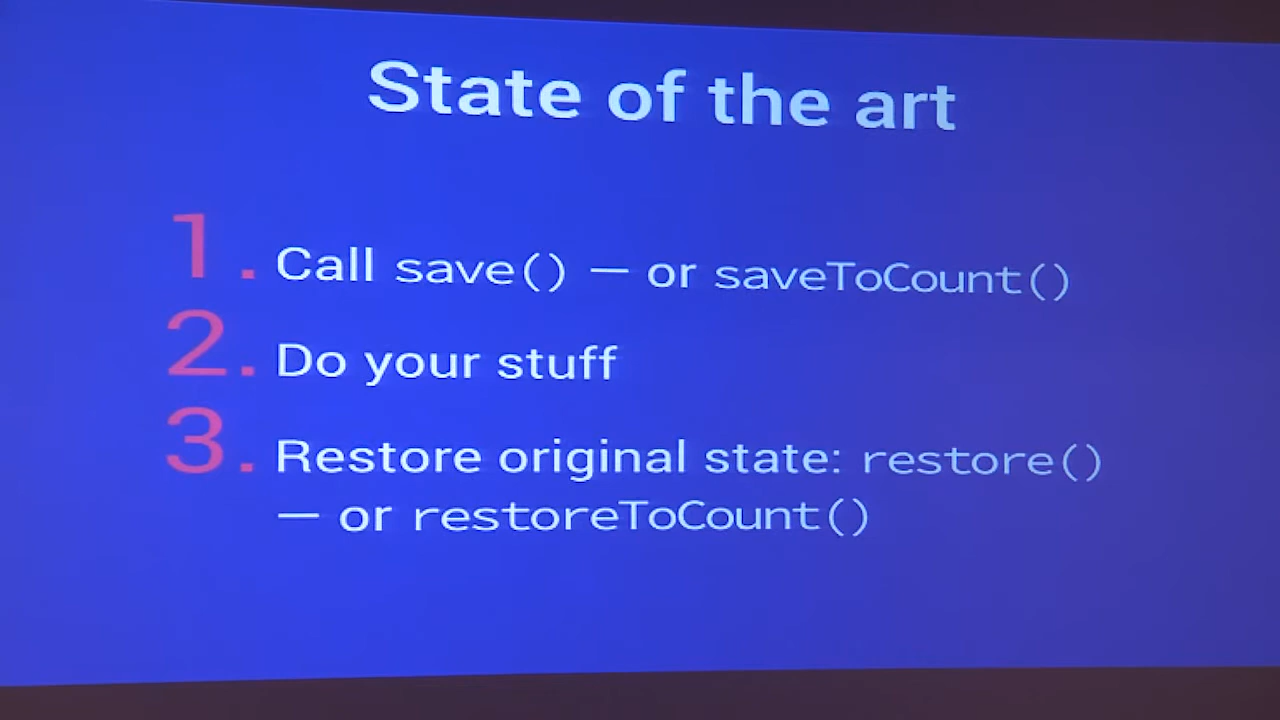 State of the art
1. Call save() — or saveToCount()
2. Do your stuff
3. Restore original state: restore()
— or restoreToCount()